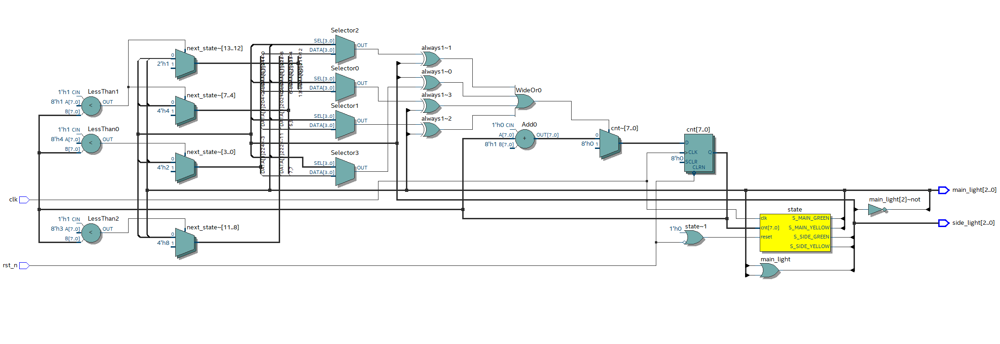 Selector2
SEL[3..0]
OUT
DATA[3..0]
next_state~[13..12]
0
2'h1 1
always1~1
Selector0
SEL[3..0]
OUT
DATA[3..0]
always1~0
LessThan1
1'h1 CIN
8'h1 A[7..0]
<
OUT
B[7..0]
next_state~[7..4]
0
4'h4 1
WideOr0
always1~3
Selector1
SEL[3..0]
OUT
DATA[3..0]
always1~2
LessThan0
1'h1 CIN
8'h4 A[7..0]
<
OUT
B[7..0]
Add0
1'h0 CIN
A[7..0]
+
OUT[7..0]
8'h1 B[7..0]
cnt~[7..0]
0
8'h0 1
cnt[7..0]
D
CLK
Q
8'h0
SCLR
CLRN
next_state~[3..0]
0
4'h2 1
Selector3
SEL[3..0]
OUT
DATA[3..0]
7,7
clk
main_light[2..0]
main_light[2]~not
LessThan2
1'h1 CIN
8'h3 A[7..0]
<
OUT
B[7..0]
next_state~[11..8]
0
4'h8 1
state
clk
S_MAIN_GREEN
cnt[7..0]
S_MAIN_YELLOW
reset
S_SIDE_GREEN
S_SIDE_YELLOW
side_light[2..0]
1'h0
state~1
main_light
rst_n